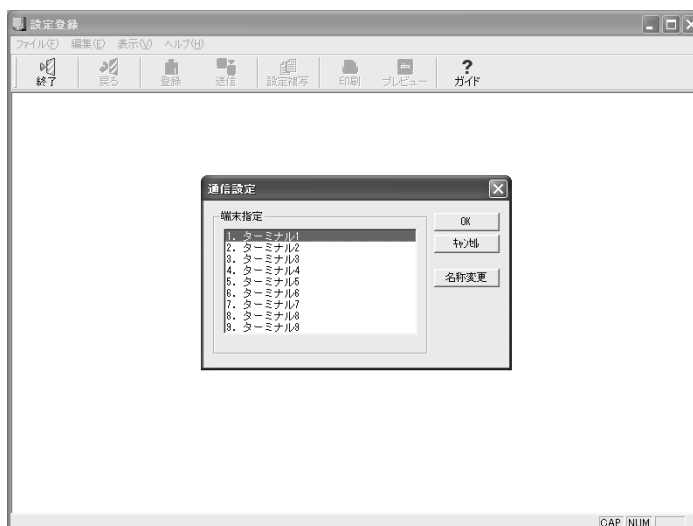 設定登録
ファイル(F) 編集(E) 表示(V) ヘルプ(H)
終了 戻る 登録 送信 設定複写 印刷 プレビュー ガイド
通信設定
端末指定
1. ターミナル1
2. ターミナル2
3. ターミナル3
4. ターミナル4
5. ターミナル5
6. ターミナル6
7. ターミナル7
8. ターミナル8
9. ターミナル9
OK
キャンセル
名称変更
CAP NUM